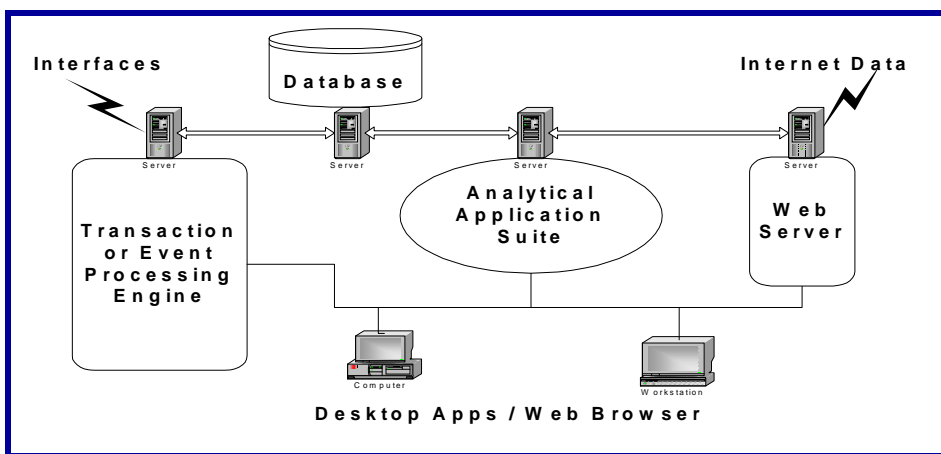 Interfaces
Database
Internet Data
Server
Server
Server
Server
Transaction
or Event
Processing
Engine
Analytical
Application
Suite
Web
Server
Computer
Workstation
Desktop Apps / Web Browser